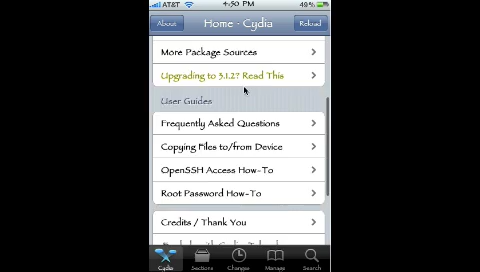 AT&T 4:50 PM 49%
About Home - Cydia Reload
More Package Sources
Upgrading to 3.1.2? Read This
User Guides
Frequently Asked Questions
Copying Files to/from Device
OpenSSH Access How-To
Root Password How-To
Credits / Thank You
Cydia Sections Changes Manage Search